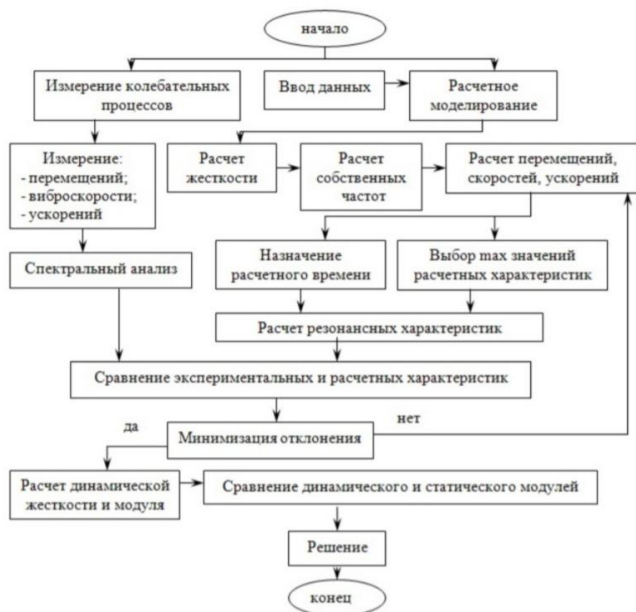 начало
Измерение колебательных
процессов
Ввод данных
Расчетное
моделирование
Измерение:
- перемещений;
- виброскорости;
- ускорений
Расчет
жесткости
Расчет
собственных
частот
Расчет перемещений,
скоростей, ускорений
Спектральный анализ
Назначение
расчетного времени
Выбор max значений
расчетных характеристик
Расчет резонансных характеристик
Сравнение экспериментальных и расчетных характеристик
да
Минимизация отклонения
нет
Расчет динамической
жесткости и модуля
Сравнение динамического и статического модулей
Решение
конец